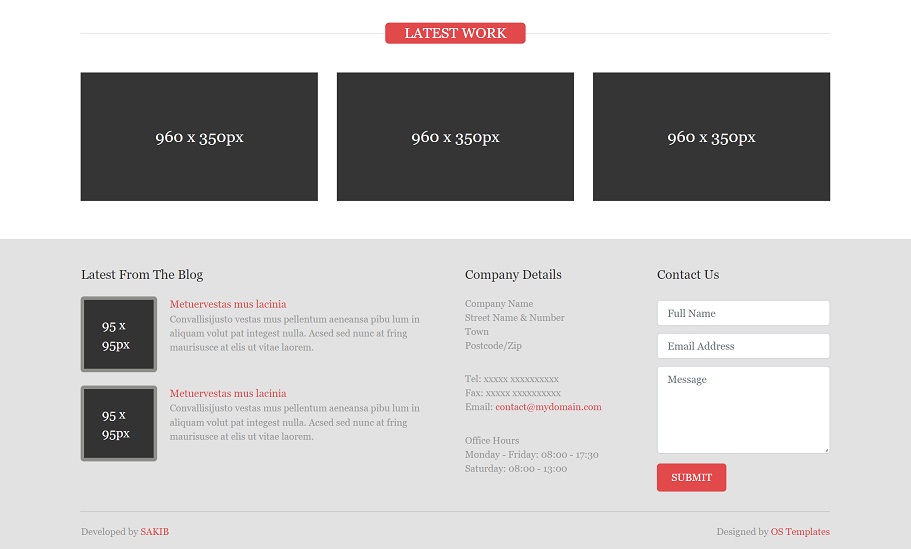 LATEST WORK
960 x 350px
960 x 350px
960 x 350px
Latest From The Blog
95 x
95px
Metuervestas mus lacinia
Convallisijusto vestas mus pellentum aeneansa pibu lum in
aliquam volut pat integest nulla. Acsed sed nunc at fring
maurisusce at elis ut vitae laorem.
95 x
95px
Metuervestas mus lacinia
Convallisijusto vestas mus pellentum aeneansa pibu lum in
aliquam volut pat integest nulla. Acsed sed nunc at fring
maurisusce at elis ut vitae laorem.
Company Details
Company Name
Street Name & Number
Town
Postcode/Zip
Tel: xxxxx xxxxxxxxxx
Fax: xxxxx xxxxxxxxxx
Email: contact@mydomain.com
Office Hours
Monday - Friday: 08:00 - 17:30
Saturday: 08:00 - 13:00
Contact Us
Full Name
Email Address
Message
SUBMIT
Developed by SAKIB
Designed by OS Templates